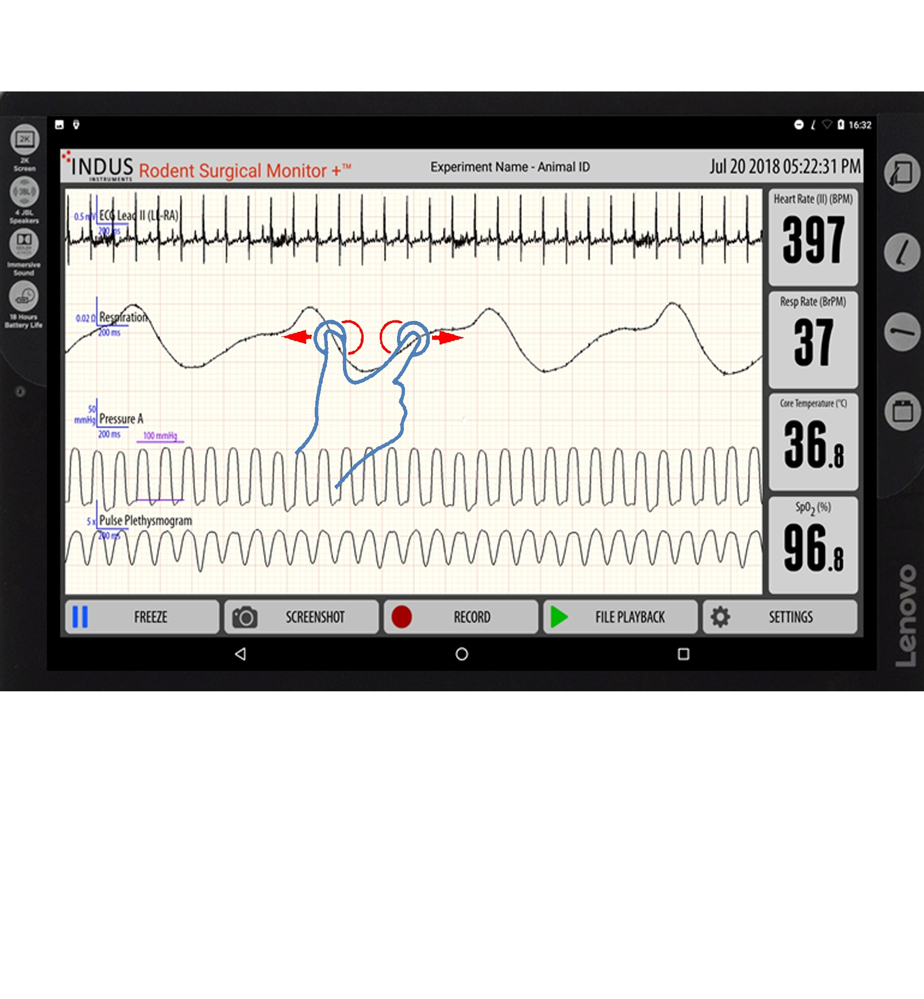 16:32
INDUS
INSTRUMENTS
Rodent Surgical Monitor +™
Experiment Name - Animal ID
Jul 20 2018 05:22:31 PM
2K
2K
Screen
JBL
4 JBL
Speakers
DOLBY
ATMOS
Immersive
Sound
18 Hours
Battery Life
0.5 mV
ECG Lead II (LL-RA)
200 ms
0.02 Ω
Respiration
200 ms
50
mmHg
Pressure A
200 ms
100 mmHg
5 x
Pulse Plethysmogram
200 ms
Heart Rate (II) (BPM)
397
Resp Rate (BrPM)
37
Core Temperature (°C)
36.8
SpO2 (%)
96.8
FREEZE
SCREENSHOT
RECORD
FILE PLAYBACK
SETTINGS
Lenovo